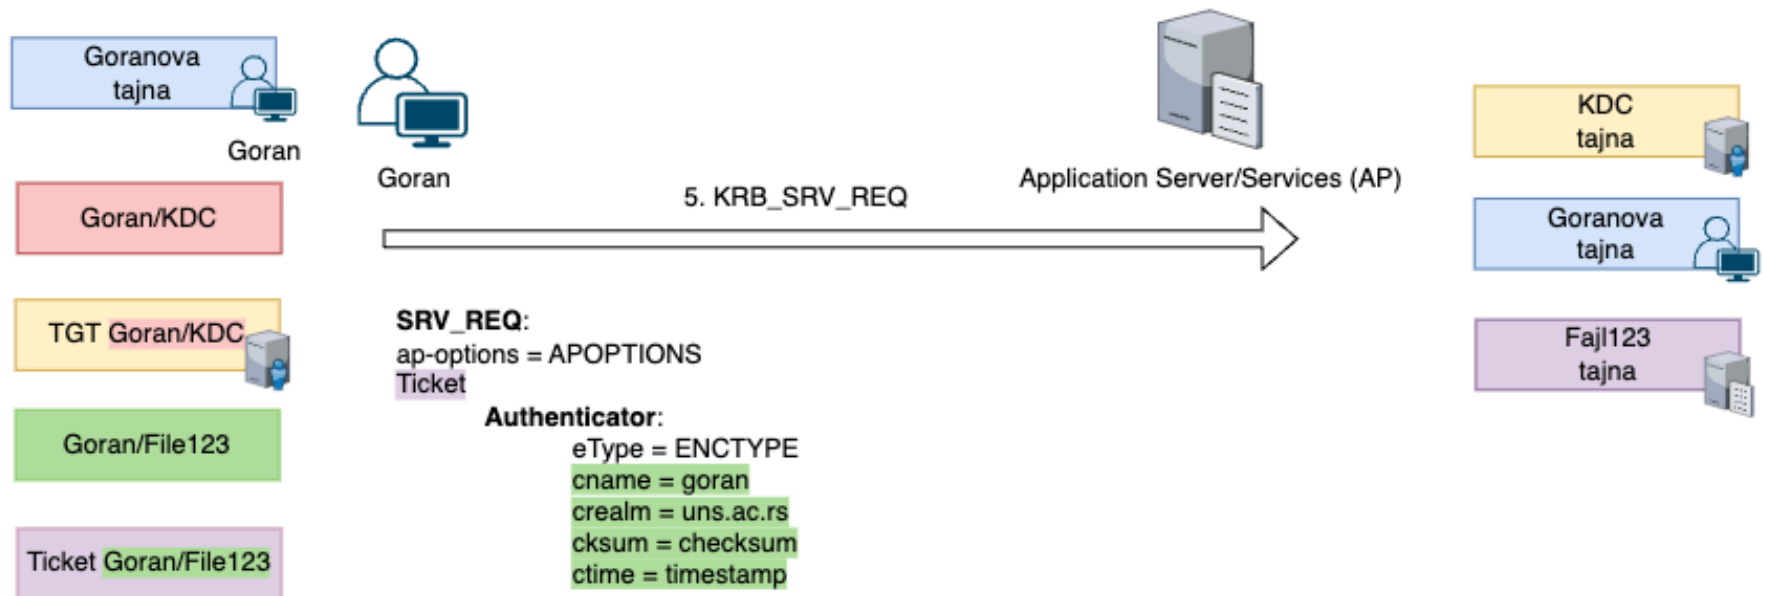 Goranova
tajna
Goran
Goran/KDC
TGT Goran/KDC
Goran/File123
Ticket Goran/File123
Goran
5. KRB_SRV_REQ
Application Server/Services (AP)
SRV_REQ:
ap-options = APOPTIONS
Ticket
Authenticator:
eType = ENCTYPE
cname = goran
crealm = uns.ac.rs
cksum = checksum
ctime = timestamp
KDC
tajna
Goranova
tajna
Fajl123
tajna